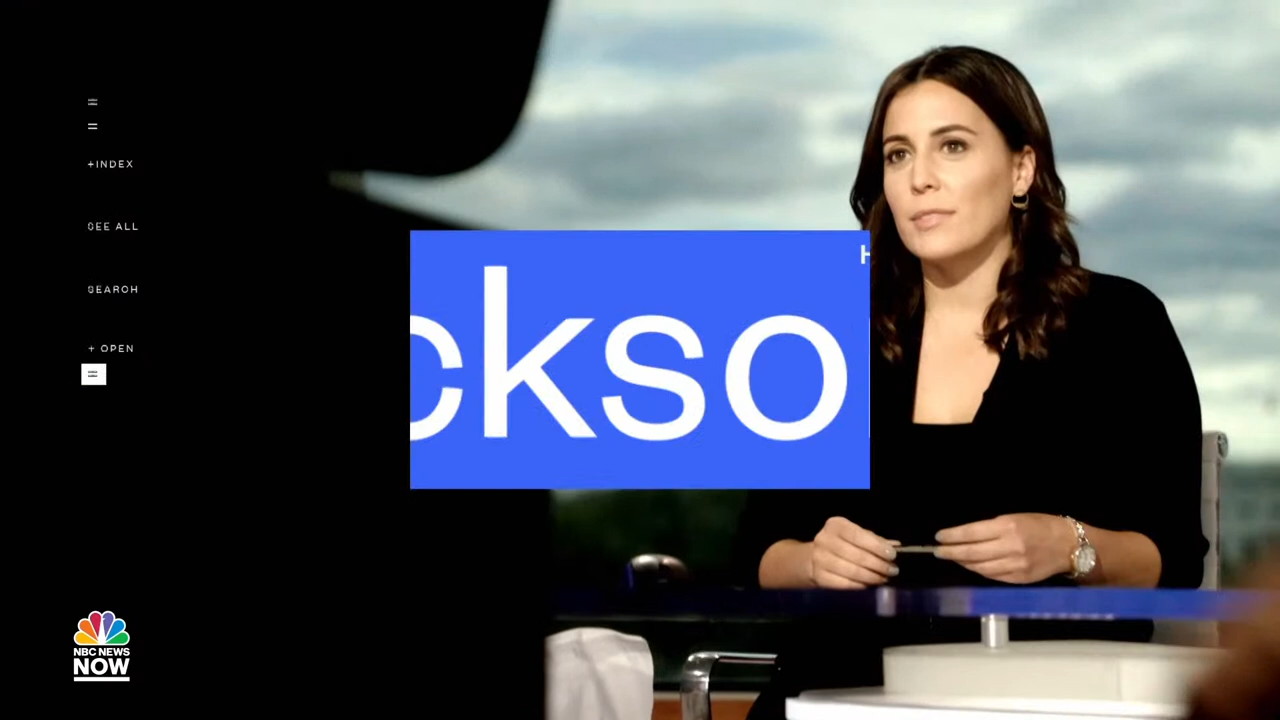 +INDEX
SEE ALL
SEARCH
+ OPEN
H
ckso
NBC NEWS
NOW